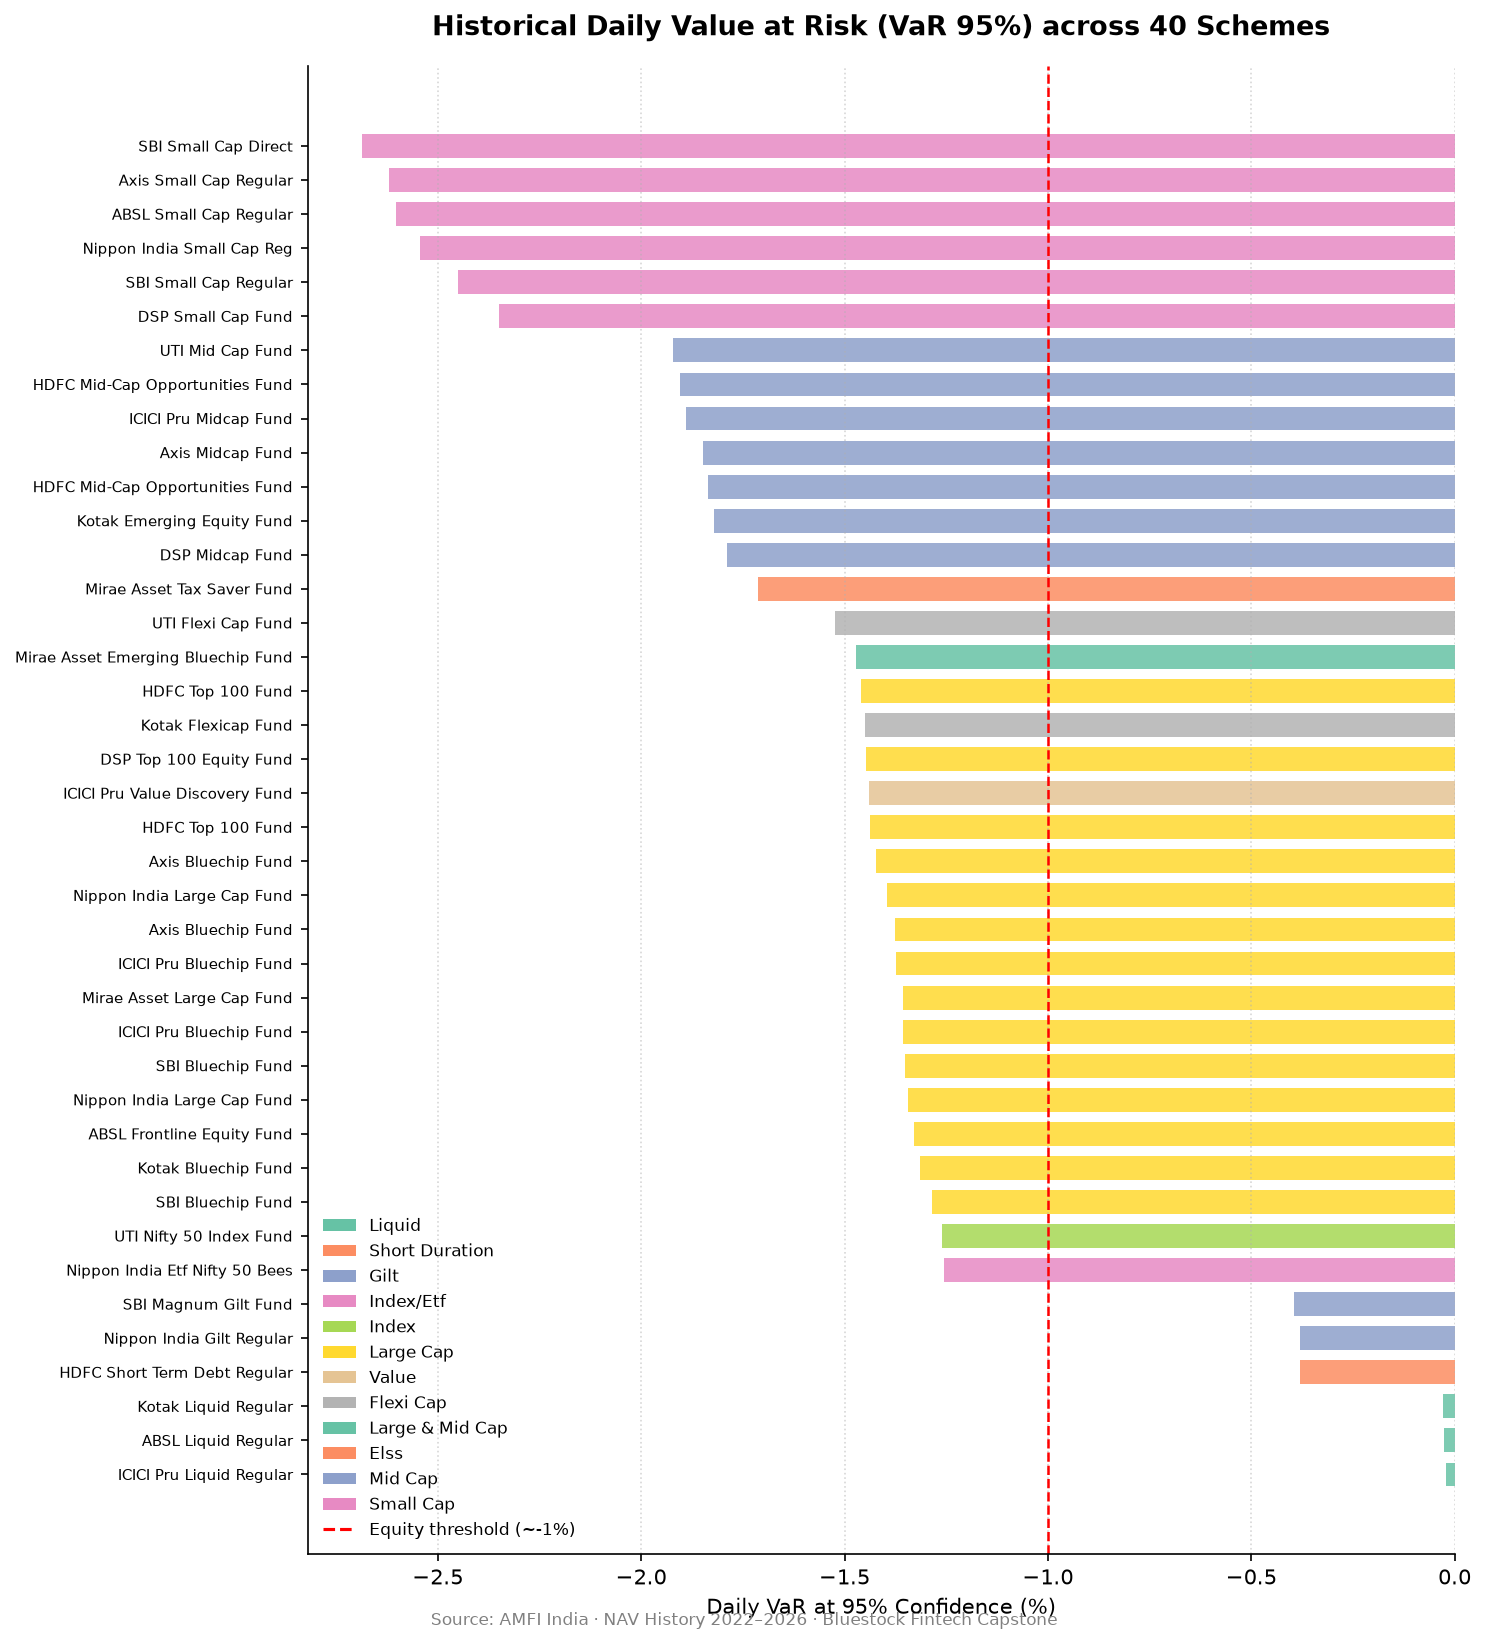 Historical Daily Value at Risk (VaR 95%) across 40 Schemes
SBI Small Cap Direct
Axis Small Cap Regular
ABSL Small Cap Regular
Nippon India Small Cap Reg
SBI Small Cap Regular
DSP Small Cap Fund
UTI Mid Cap Fund
HDFC Mid-Cap Opportunities Fund
ICICI Pru Midcap Fund
Axis Midcap Fund
HDFC Mid-Cap Opportunities Fund
Kotak Emerging Equity Fund
DSP Midcap Fund
Mirae Asset Tax Saver Fund
UTI Flexi Cap Fund
Mirae Asset Emerging Bluechip Fund
HDFC Top 100 Fund
Kotak Flexicap Fund
DSP Top 100 Equity Fund
ICICI Pru Value Discovery Fund
HDFC Top 100 Fund
Axis Bluechip Fund
Nippon India Large Cap Fund
Axis Bluechip Fund
ICICI Pru Bluechip Fund
Mirae Asset Large Cap Fund
ICICI Pru Bluechip Fund
SBI Bluechip Fund
Nippon India Large Cap Fund
ABSL Frontline Equity Fund
Kotak Bluechip Fund
SBI Bluechip Fund
UTI Nifty 50 Index Fund
Nippon India Etf Nifty 50 Bees
SBI Magnum Gilt Fund
Nippon India Gilt Regular
HDFC Short Term Debt Regular
Kotak Liquid Regular
ABSL Liquid Regular
ICICI Pru Liquid Regular
Liquid
Short Duration
Gilt
Index/Etf
Index
Large Cap
Value
Flexi Cap
Large & Mid Cap
Elss
Mid Cap
Small Cap
Equity threshold (~-1%)
−2.5 −2.0 −1.5 −1.0 −0.5 0.0
Daily VaR at 95% Confidence (%)
Source: AMFI India · NAV History 2022–2026 · Bluestock Fintech Capstone